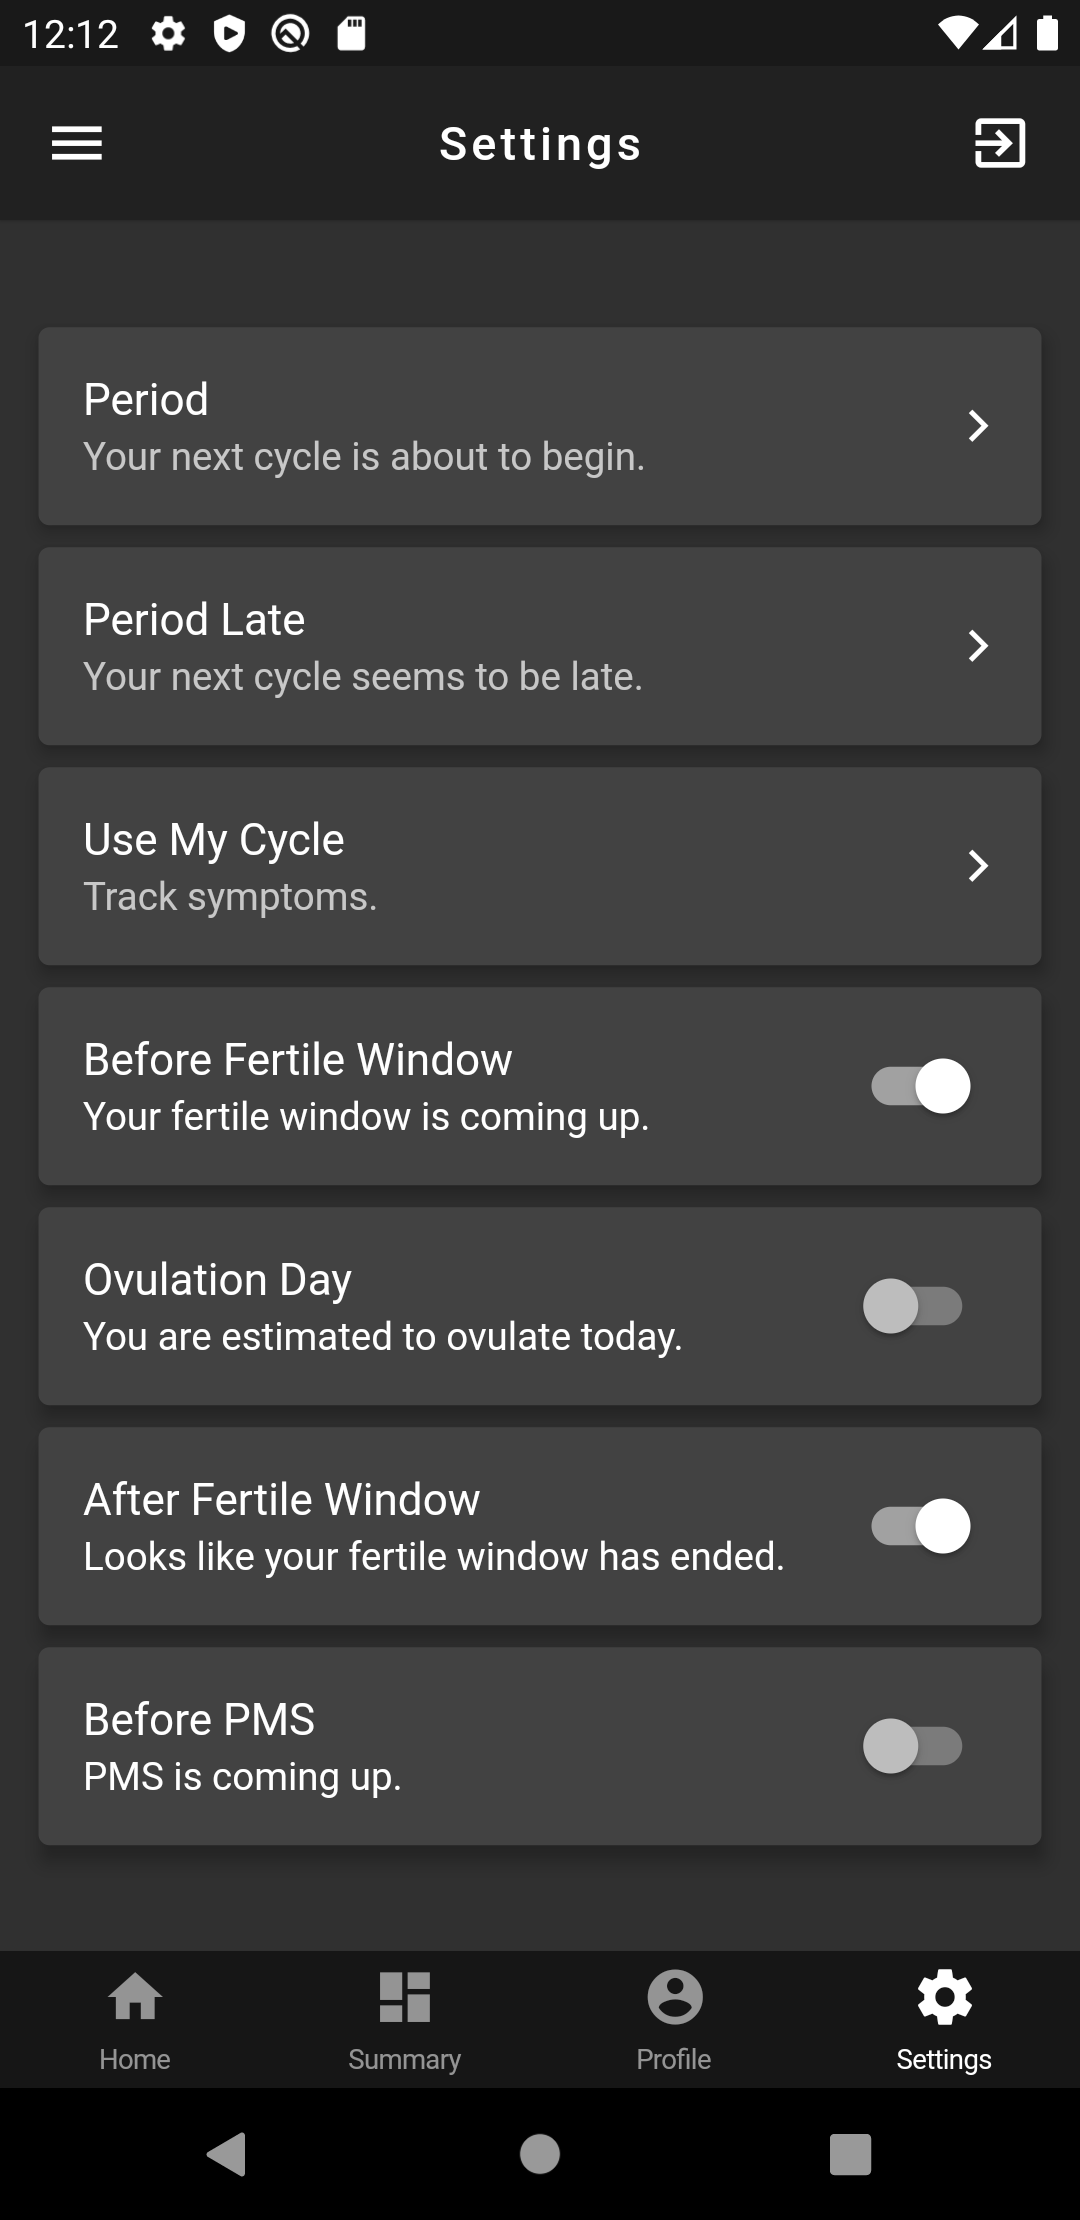 12:12
Settings
Period
Your next cycle is about to begin.
Period Late
Your next cycle seems to be late.
Use My Cycle
Track symptoms.
Before Fertile Window
Your fertile window is coming up.
Ovulation Day
You are estimated to ovulate today.
After Fertile Window
Looks like your fertile window has ended.
Before PMS
PMS is coming up.
Home
Summary
Profile
Settings